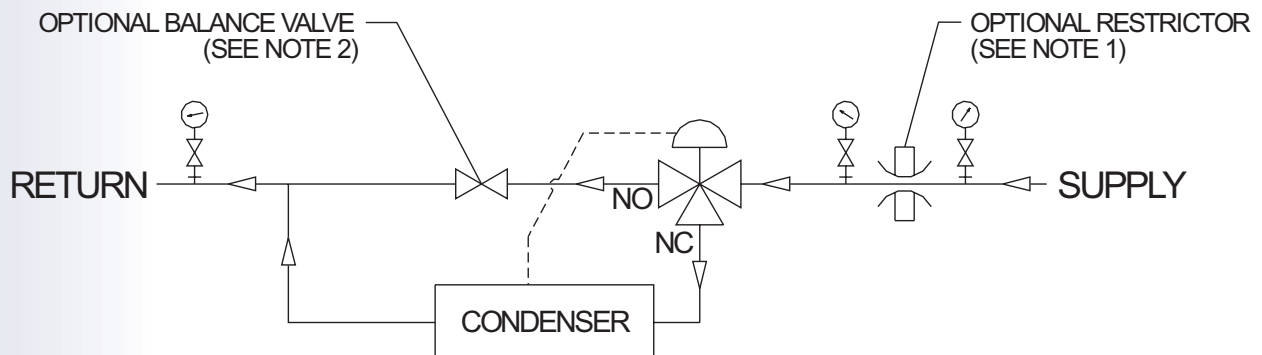 OPTIONAL BALANCE VALVE
(SEE NOTE 2)
OPTIONAL RESTRICTOR
(SEE NOTE 1)
RETURN
NO
SUPPLY
NC
CONDENSER